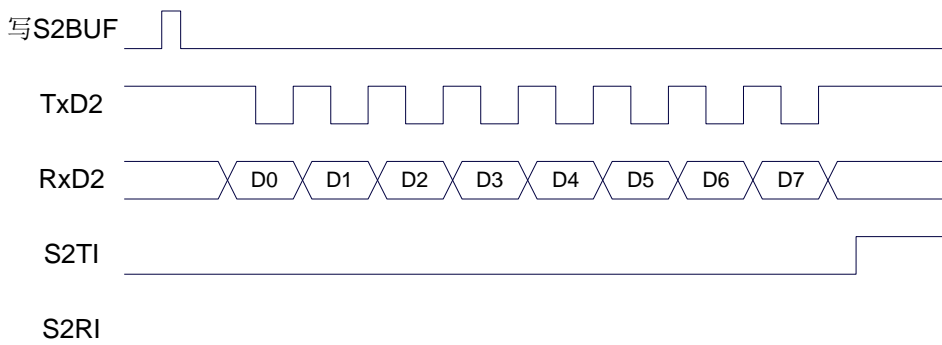 写S2BUF
TxD2
RxD2 D0 D1 D2 D3 D4 D5 D6 D7
S2TI
S2RI